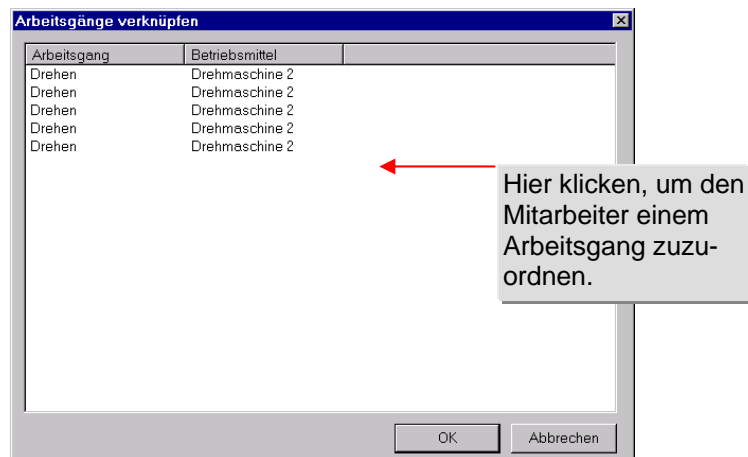 Arbeitsgänge verknüpfen
Arbeitsgang Betriebsmittel
Drehen Drehmaschine 2
Drehen Drehmaschine 2
Drehen Drehmaschine 2
Drehen Drehmaschine 2
Drehen Drehmaschine 2
Hier klicken, um den
Mitarbeiter einem
Arbeitsgang zuzu-
ordnen.
OK Abbrechen